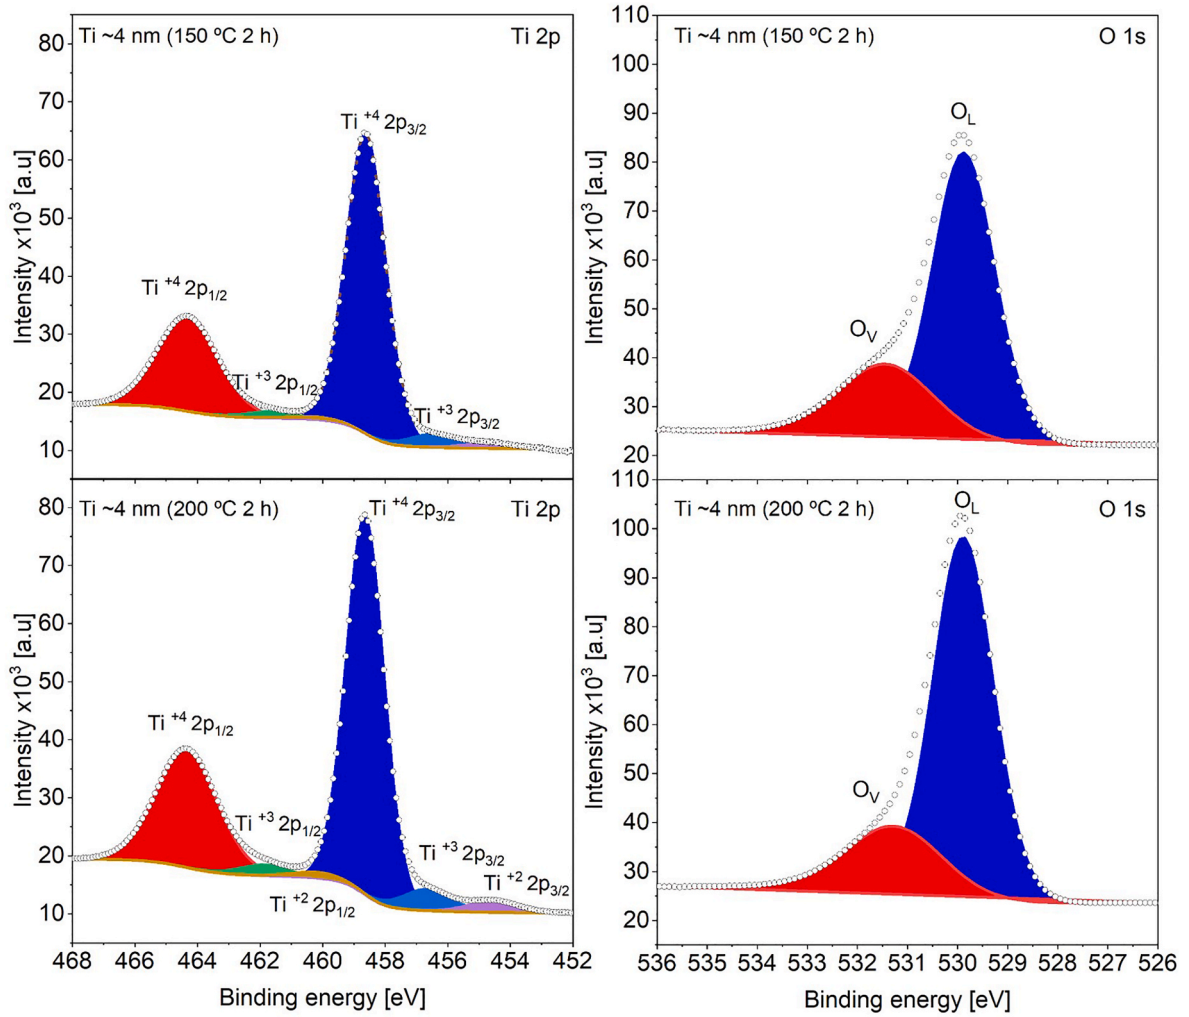 Ti ~4 nm (150 ºC 2 h) Ti 2p
Ti +4 2p3/2
Ti +4 2p1/2
Ti +3 2p1/2
Ti +3 2p3/2
80
70
60
50
40
30
20
10
Intensity x10³ [a.u]
Ti ~4 nm (150 ºC 2 h) O 1s
OL
OV
110
100
90
80
70
60
50
40
30
20
Intensity x10³ [a.u]
Ti ~4 nm (200 ºC 2 h) Ti 2p
Ti +4 2p3/2
Ti +4 2p1/2
Ti +3 2p1/2
Ti +3 2p3/2
Ti +2 2p3/2
Ti +2 2p1/2
80
70
60
50
40
30
20
10
Intensity x10³ [a.u]
468 466 464 462 460 458 456 454 452
Binding energy [eV]
Ti ~4 nm (200 ºC 2 h) O 1s
OL
OV
110
100
90
80
70
60
50
40
30
20
Intensity x10³ [a.u]
536 535 534 533 532 531 530 529 528 527 526
Binding energy [eV]